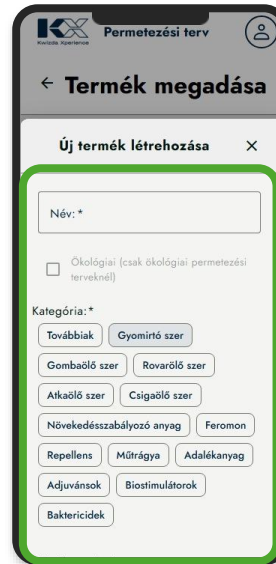 KX
Kwizda Xperience
Permetezési terv
← Termék megadása
Új termék létrehozása ×
Név: *
Ökológiai (csak ökológiai permetezési
terveknél)
Kategória:*
Továbbiak Gyomirtó szer
Gombaölő szer Rovarölő szer
Atkaölő szer Csigaölő szer
Növekedésszabályozó anyag Feromon
Repellens Műtrágya Adalékanyag
Adjuvánsok Biostimulátorok
Baktericidek